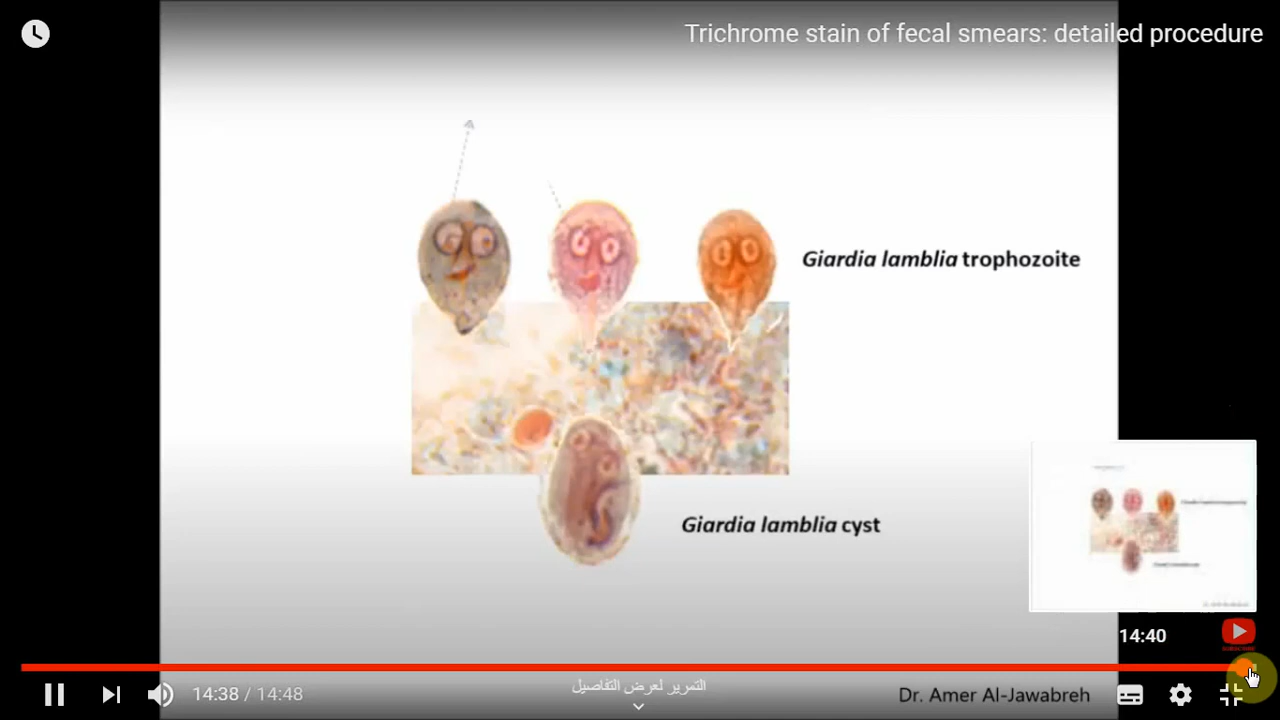 Trichrome stain of fecal smears: detailed procedure
Giardia lamblia trophozoite
Giardia lamblia cyst
14:40
SUBSCRIBE
14:38 / 14:48
التمرير لعرض التفاصيل
Dr. Amer Al-Jawabreh